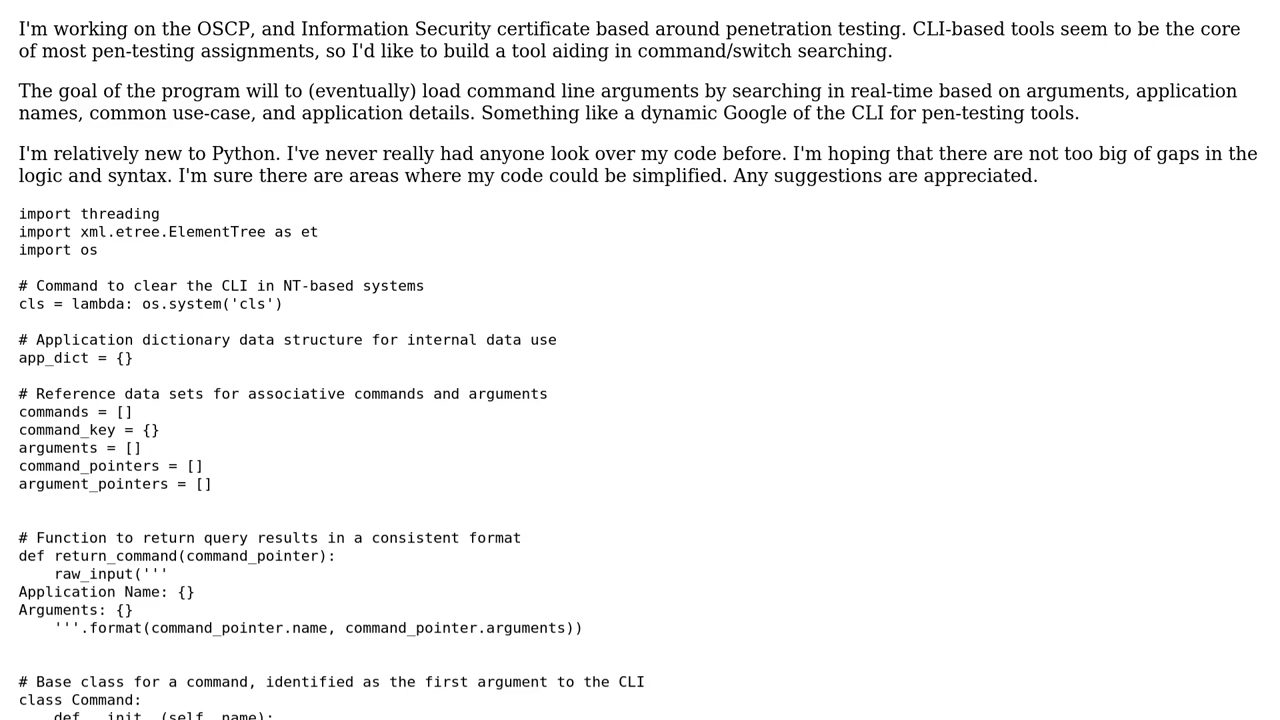 I'm working on the OSCP, and Information Security certificate based around penetration testing. CLI-based tools seem to be the core
of most pen-testing assignments, so I'd like to build a tool aiding in command/switch searching.
The goal of the program will to (eventually) load command line arguments by searching in real-time based on arguments, application
names, common use-case, and application details. Something like a dynamic Google of the CLI for pen-testing tools.
I'm relatively new to Python. I've never really had anyone look over my code before. I'm hoping that there are not too big of gaps in the
logic and syntax. I'm sure there are areas where my code could be simplified. Any suggestions are appreciated.
import threading
import xml.etree.ElementTree as et
import os
# Command to clear the CLI in NT-based systems
cls = lambda: os.system('cls')
# Application dictionary data structure for internal data use
app_dict = {}
# Reference data sets for associative commands and arguments
commands = []
command_key = {}
arguments = []
command_pointers = []
argument_pointers = []
# Function to return query results in a consistent format
def return_command(command_pointer):
    raw_input('''
Application Name: {}
Arguments: {}
    '''.format(command_pointer.name, command_pointer.arguments))
# Base class for a command, identified as the first argument to the CLI
class Command:
    def __init__(self, name):